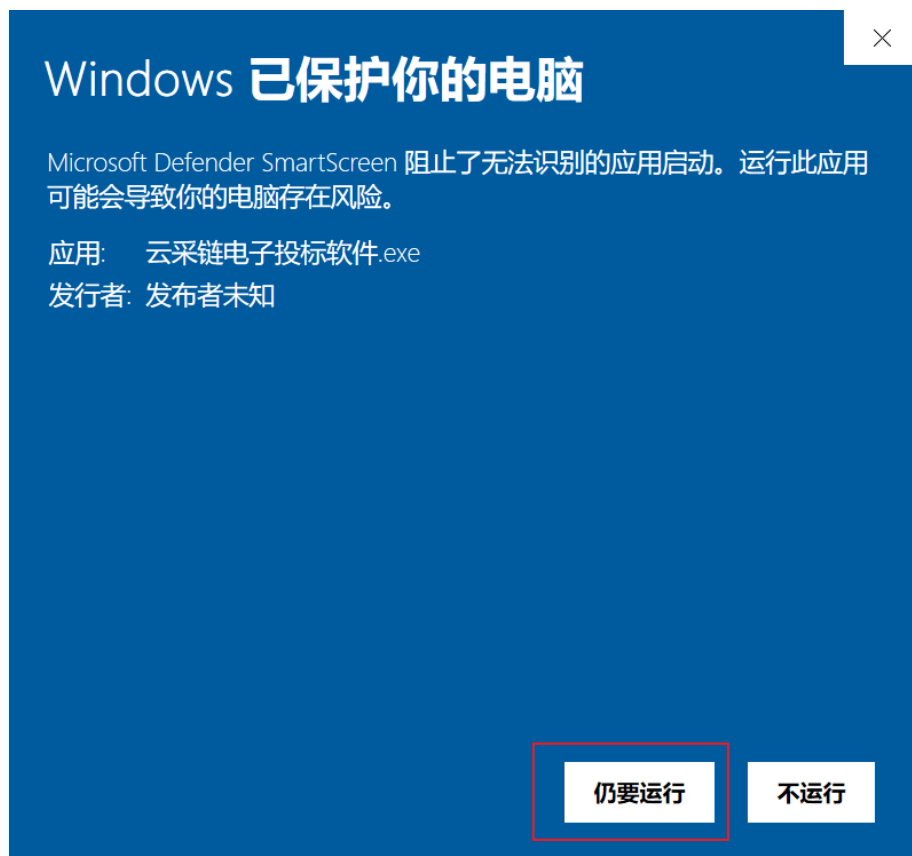 Windows 已保护你的电脑
Microsoft Defender SmartScreen 阻止了无法识别的应用启动。运行此应用
可能会导致你的电脑存在风险。
应用: 云采链电子投标软件.exe
发行者: 发布者未知
仍要运行 不运行